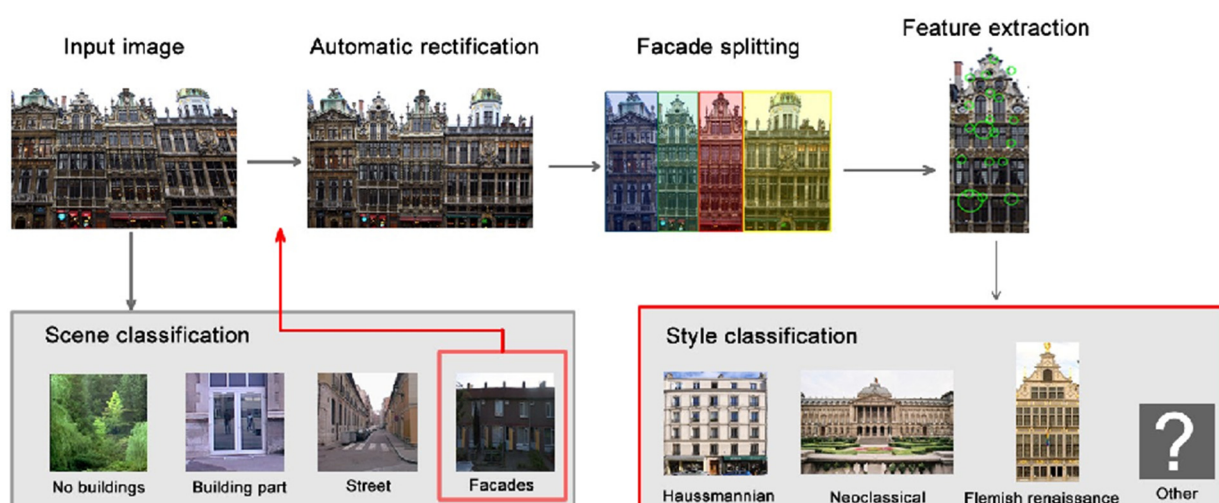 Input image
Automatic rectification
Facade splitting
Feature extraction
Scene classification
No buildings
Building part
Street
Facades
Style classification
Haussmannian
Neoclassical
Flemish renaissance
?
Other